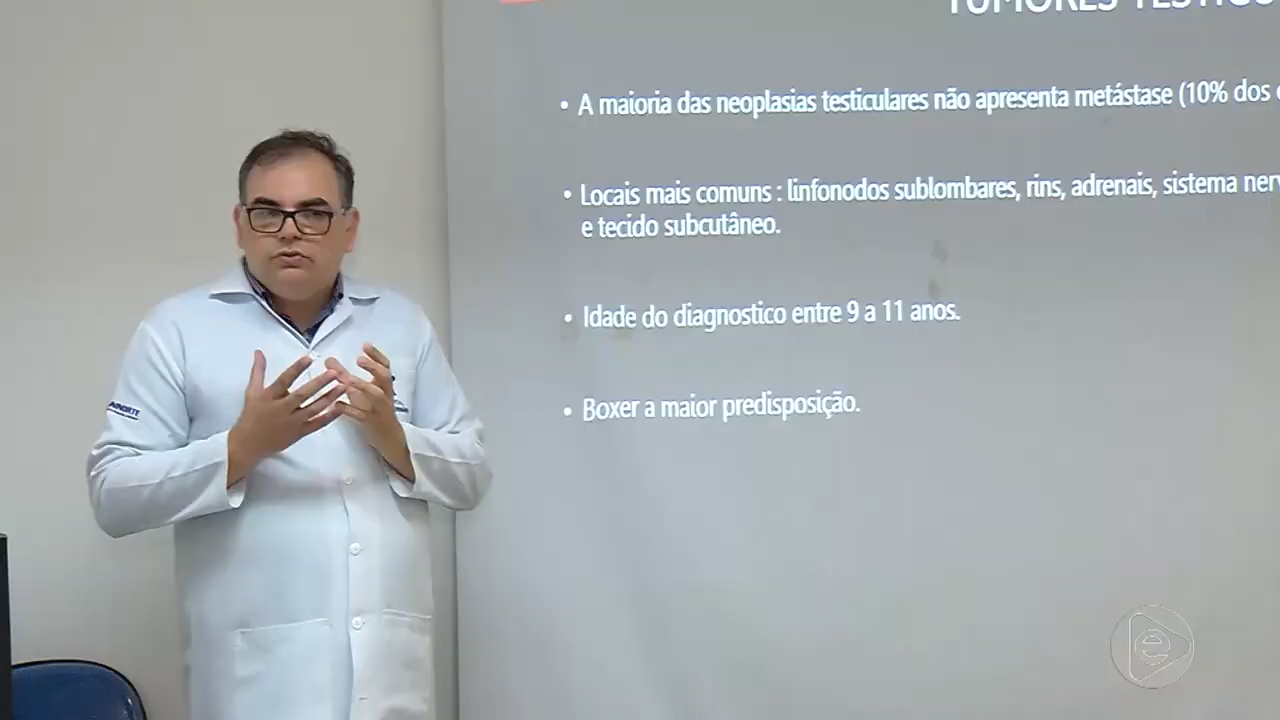 TUMORES
• A maioria das neoplasias testiculares não apresenta metástase (10% dos
• Locais mais comuns : linfonodos sublombares, rins, adrenais, sistema
e tecido subcutâneo.
• Idade do diagnostico entre 9 a 11 anos.
• Boxer a maior predisposição.
e